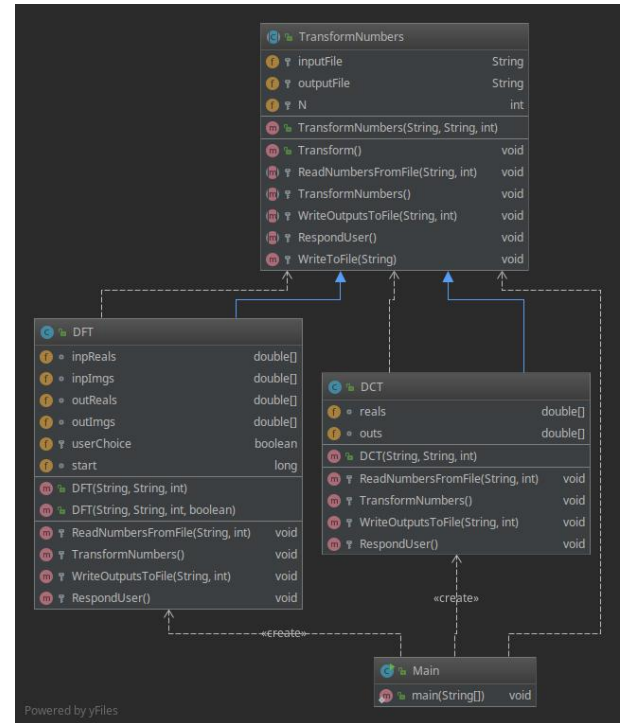 TransformNumbers
inputFile String
outputFile String
N int
TransformNumbers(String, String, int)
Transform() void
ReadNumbersFromFile(String, int) void
TransformNumbers() void
WriteOutputsToFile(String, int) void
RespondUser() void
WriteToFile(String) void
DFT
inpReals double[]
inpImgs double[]
outReals double[]
outImgs double[]
userChoice boolean
start long
DFT(String, String, int)
DFT(String, String, int, boolean)
ReadNumbersFromFile(String, int) void
TransformNumbers() void
WriteOutputsToFile(String, int) void
RespondUser() void
DCT
reals double[]
outs double[]
DCT(String, String, int)
ReadNumbersFromFile(String, int) void
TransformNumbers() void
WriteOutputsToFile(String, int) void
RespondUser() void
«create»
«create»
Main
main(String[]) void
Powered by yFiles